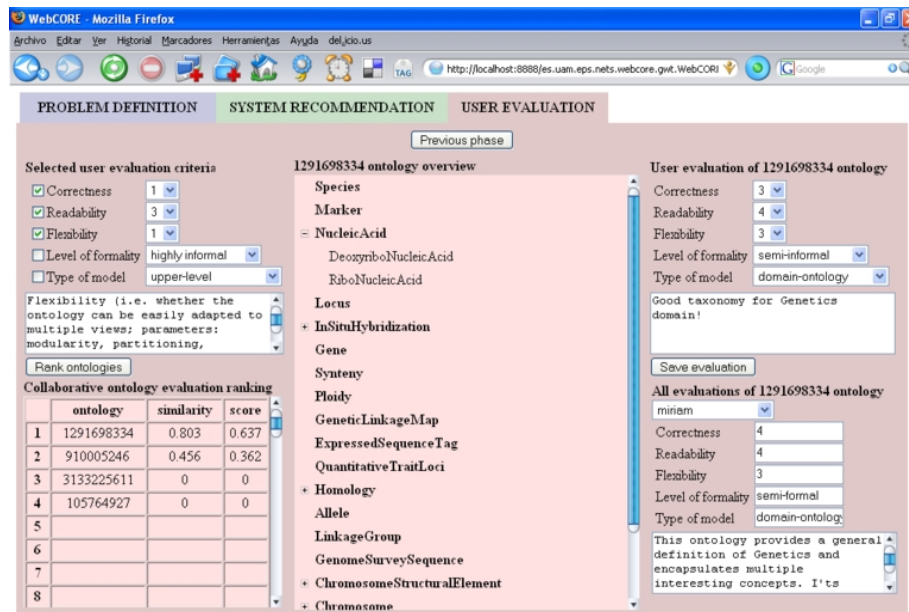 WebCORE - Mozilla Firefox
Archivo Editar Ver Historial Marcadores Herramientas Ayuda del.icio.us
TAG
http://localhost:8888/es.uam.eps.nets.webcore.gwt.WebCORI
Google
PROBLEM DEFINITION
SYSTEM RECOMMENDATION
USER EVALUATION
Previous phase
Selected user evaluation criteria
Correctness 1
Readability 3
Flexibility 1
Level of formality highly informal
Type of model upper-level
Flexibility (i.e. whether the
ontology can be easily adapted to
multiple views; parameters:
modularity, partitioning,
Rank ontologies
Collaborative ontology evaluation ranking
ontology similarity score
1 1291698334 0.803 0.637
2 910005246 0.456 0.362
3 3133225611 0 0
4 105764927 0 0
5
6
7
8
1291698334 ontology overview
Species
Marker
NucleicAcid
DeoxyriboNucleicAcid
RiboNucleicAcid
Locus
InSituHybridization
Gene
Synteny
Ploidy
GeneticLinkageMap
ExpressedSequenceTag
QuantitativeTraitLoci
Homology
Allele
LinkageGroup
GenomeSurveySequence
ChromosomeStructuralElement
Chromosome
User evaluation of 1291698334 ontology
Correctness 3
Readability 4
Flexibility 3
Level of formality semi-informal
Type of model domain-ontology
Good taxonomy for Genetics
domain!
Save evaluation
All evaluations of 1291698334 ontology
miriam
Correctness 4
Readability 4
Flexibility 3
Level of formality semi-formal
Type of model domain-ontology
This ontology provides a general
definition of Genetics and
encapsulates multiple
interesting concepts. I'ts